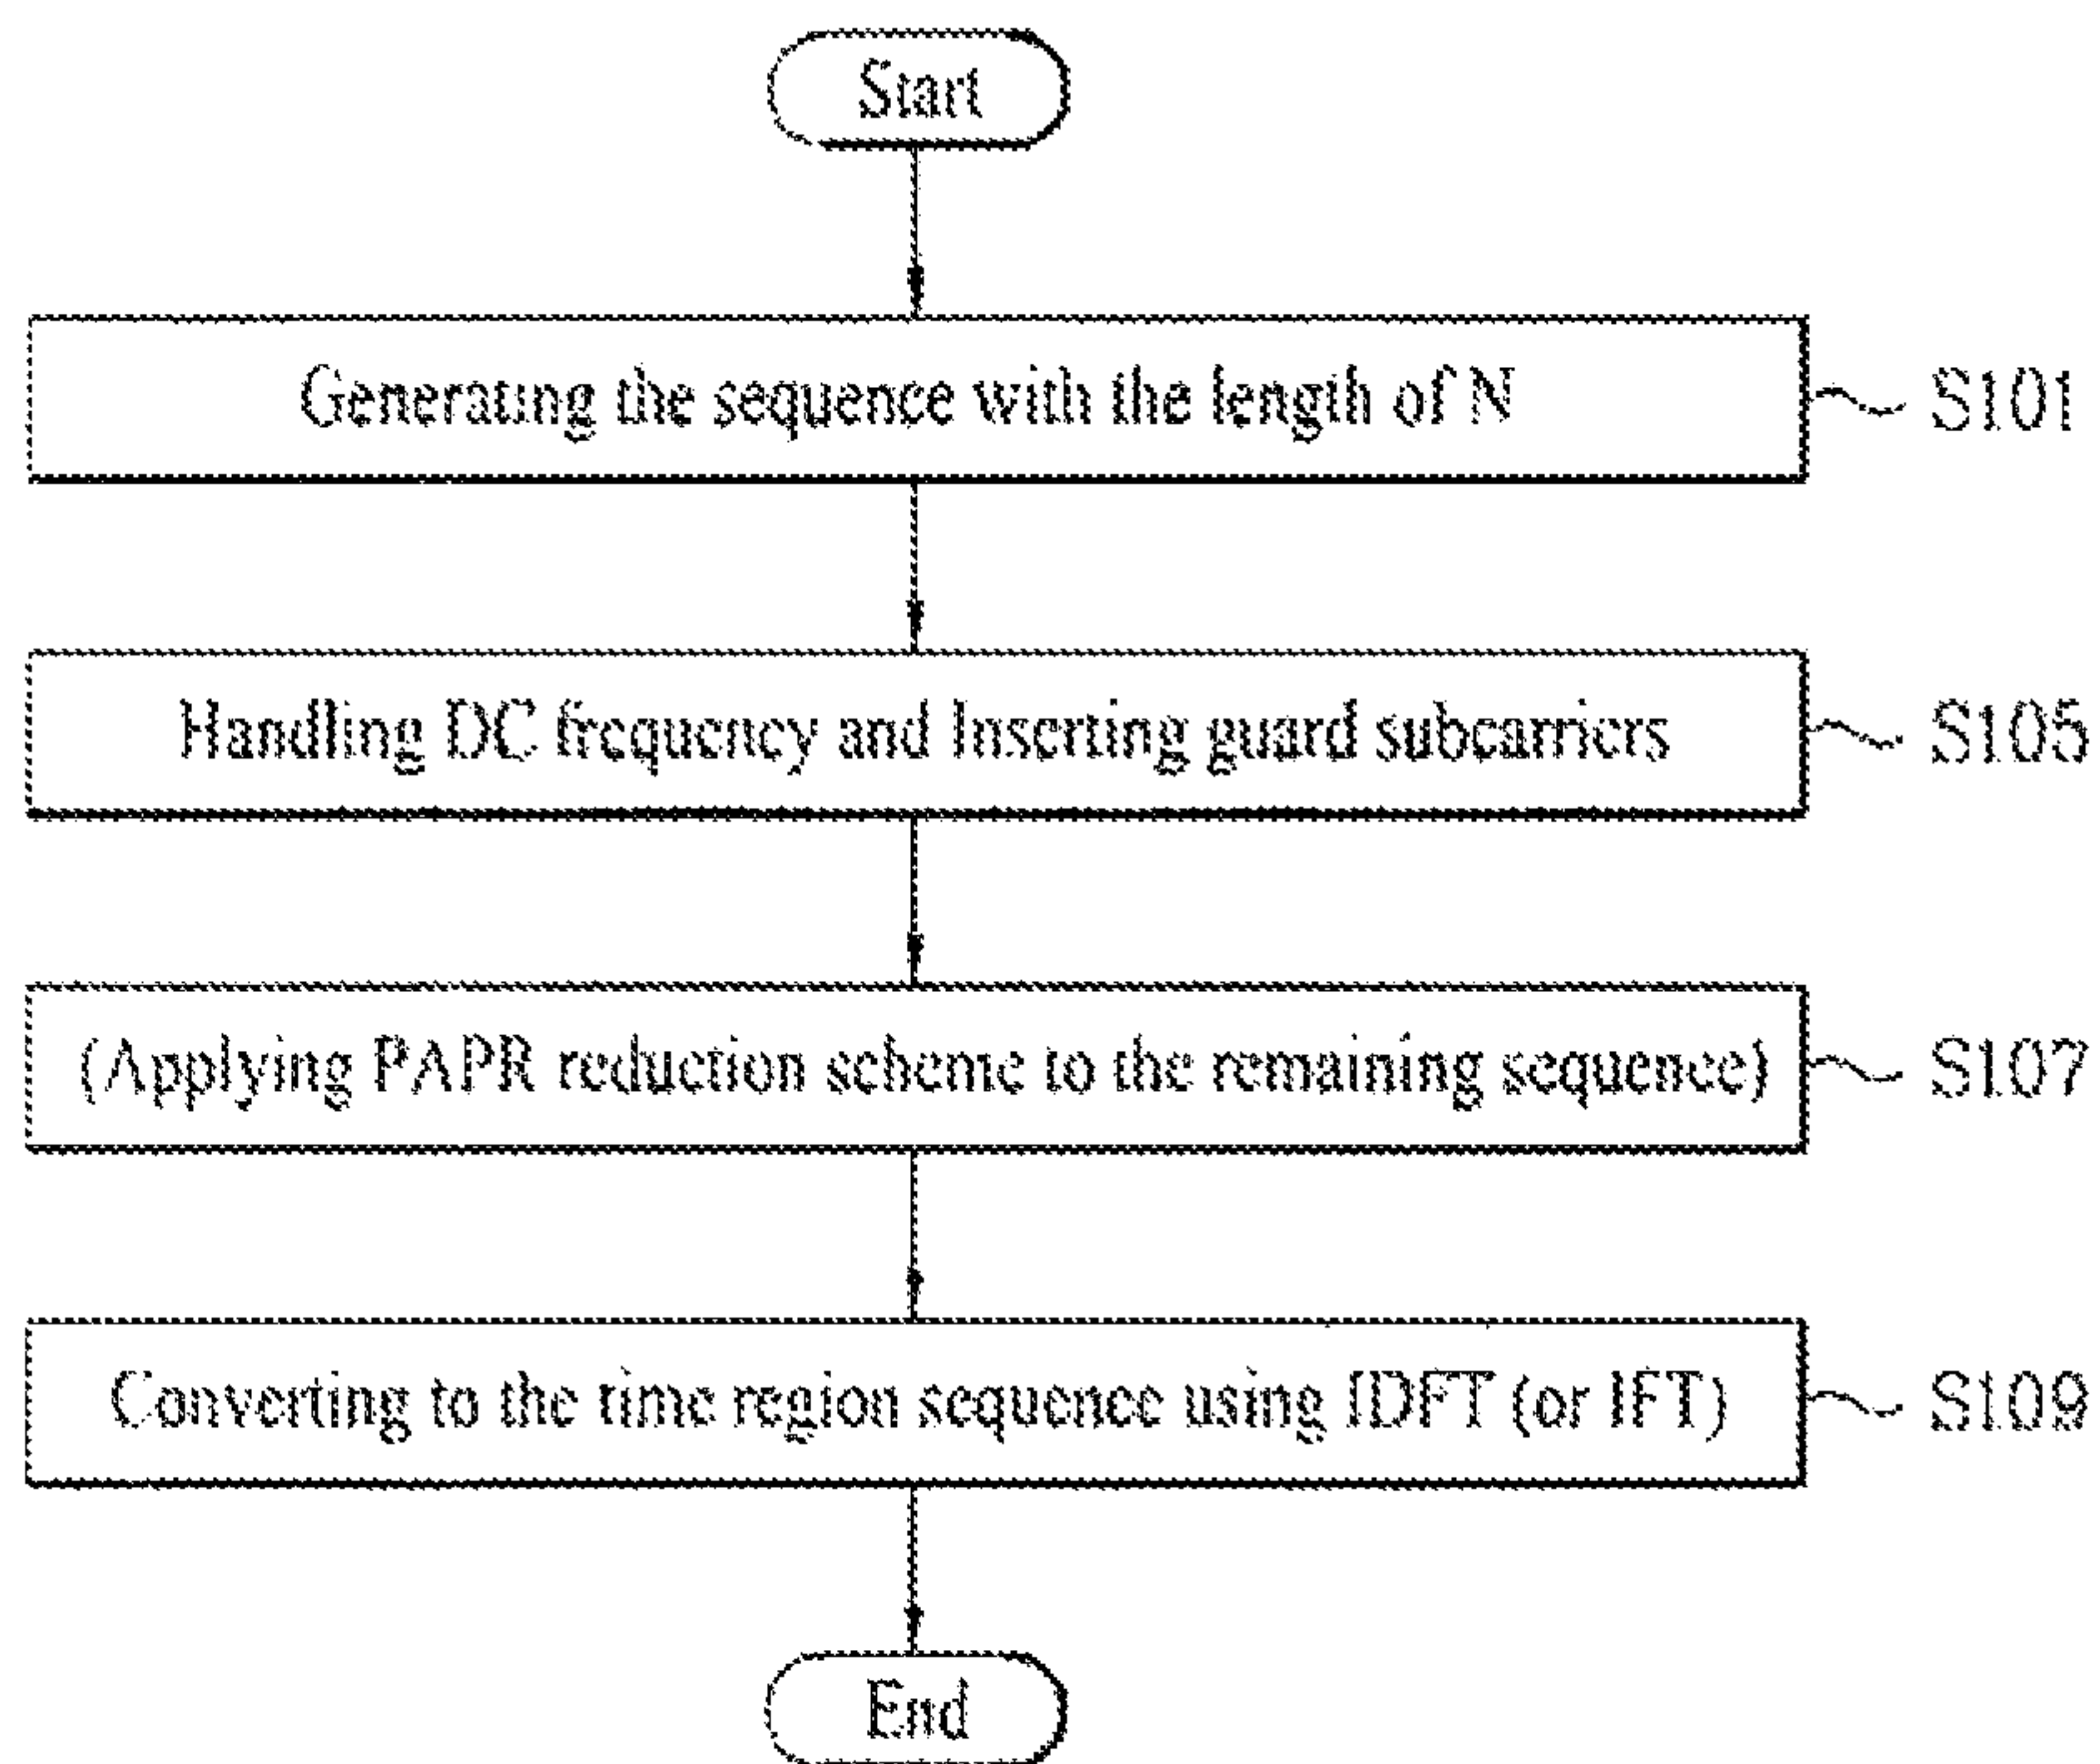 Start
Generating the sequence with the length of N
S101
Handling DC frequency and Inserting guard subcarriers
S105
(Applying PAPR reduction scheme to the remaining sequence)
S107
Converting to the time region sequence using IDFT (or IFT)
S109
End